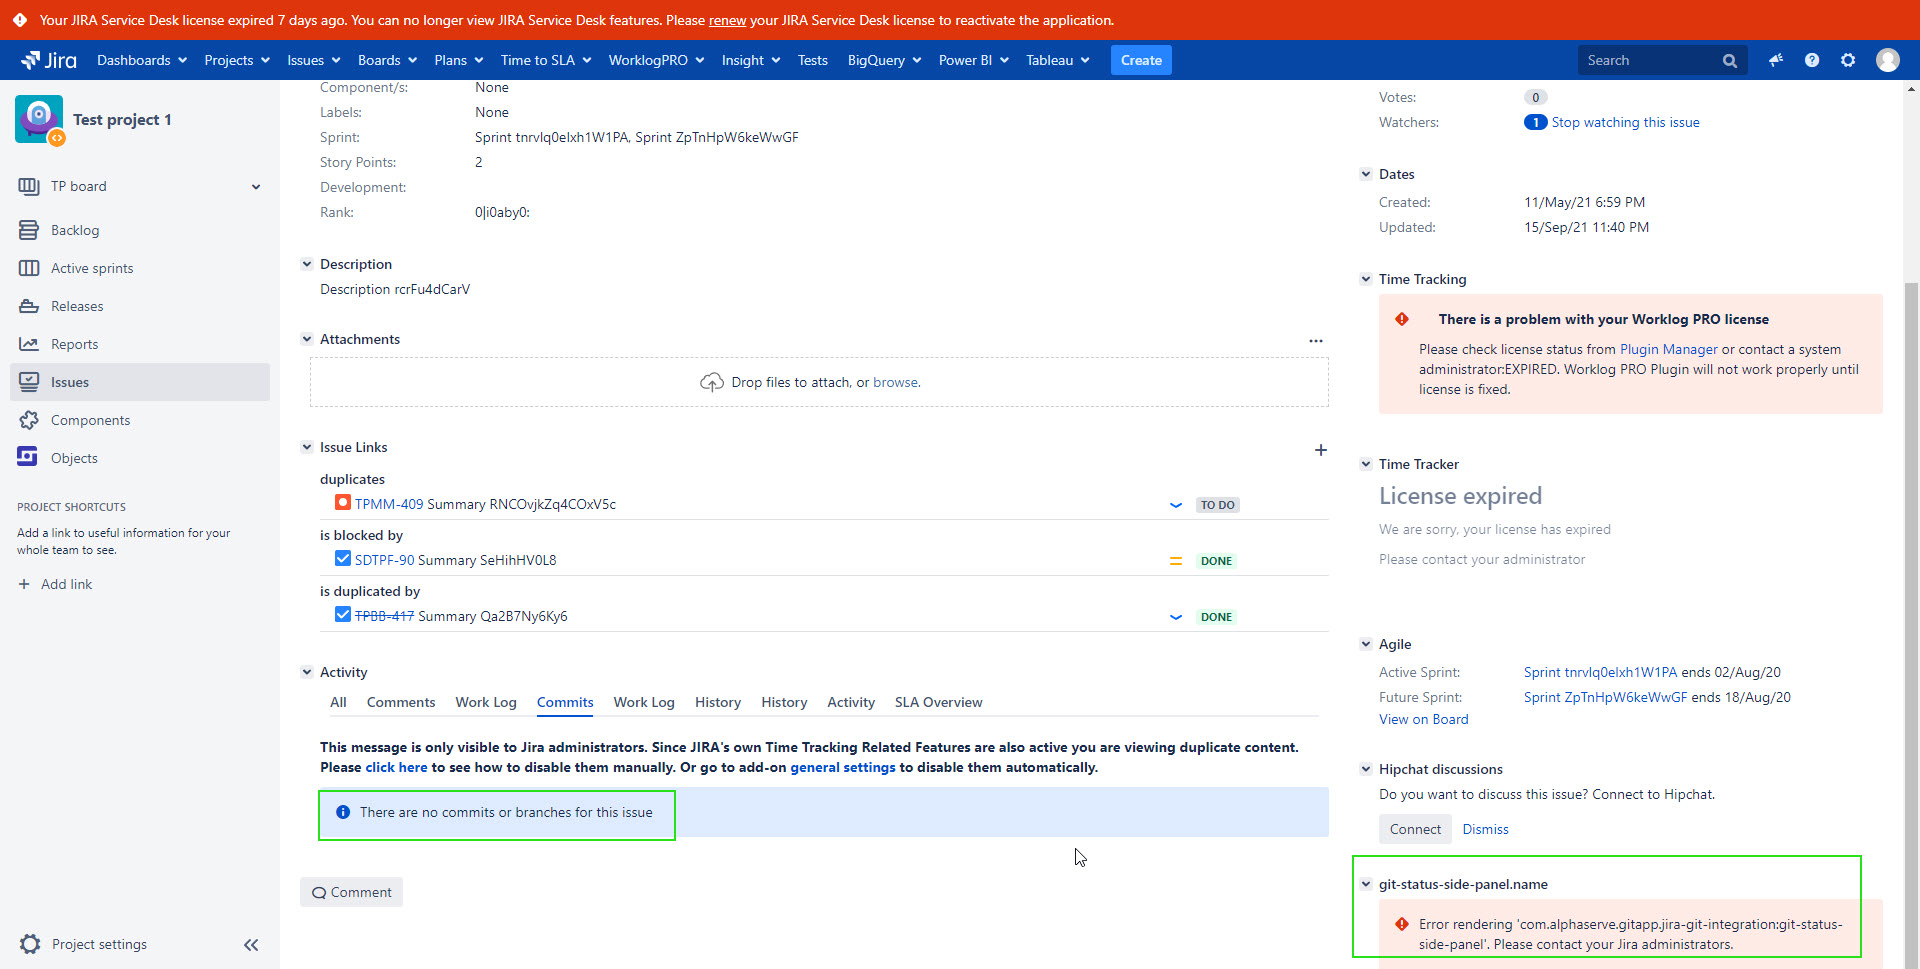 Your JIRA Service Desk license expired 7 days ago. You can no longer view JIRA Service Desk features. Please renew your JIRA Service Desk license to reactivate the application.
Jira Dashboards Projects Issues Boards Plans Time to SLA WorklogPRO Insight Tests BigQuery Power BI Tableau Create Search
Test project 1
TP board
Backlog
Active sprints
Releases
Reports
Issues
Components
Objects
PROJECT SHORTCUTS
Add a link to useful information for your
whole team to see.
+ Add link
Project settings
Component/s: None
Labels: None
Sprint: Sprint tnrvlq0elxh1W1PA, Sprint ZpTnHpW6keWwGF
Story Points: 2
Development:
Rank: 0|i0aby0:
Description
Description rcrFu4dCarV
Attachments
Drop files to attach, or browse.
Issue Links
duplicates
TPMM-409 Summary RNCOvjkZq4COxV5c TO DO
is blocked by
SDTPF-90 Summary SeHihHV0L8 DONE
is duplicated by
TPBB-417 Summary Qa2B7Ny6Ky6 DONE
Activity
All Comments Work Log Commits Work Log History History Activity SLA Overview
This message is only visible to Jira administrators. Since JIRA's own Time Tracking Related Features are also active you are viewing duplicate content.
Please click here to see how to disable them manually. Or go to add-on general settings to disable them automatically.
There are no commits or branches for this issue
Comment
Votes: 0
Watchers: 1 Stop watching this issue
Dates
Created: 11/May/21 6:59 PM
Updated: 15/Sep/21 11:40 PM
Time Tracking
There is a problem with your Worklog PRO license
Please check license status from Plugin Manager or contact a system
administrator:EXPIRED. Worklog PRO Plugin will not work properly until
license is fixed.
Time Tracker
License expired
We are sorry, your license has expired
Please contact your administrator
Agile
Active Sprint: Sprint tnrvlq0elxh1W1PA ends 02/Aug/20
Future Sprint: Sprint ZpTnHpW6keWwGF ends 18/Aug/20
View on Board
Hipchat discussions
Do you want to discuss this issue? Connect to Hipchat.
Connect Dismiss
git-status-side-panel.name
Error rendering 'com.alphaserve.gitapp.jira-git-integration:git-status-
side-panel'. Please contact your Jira administrators.